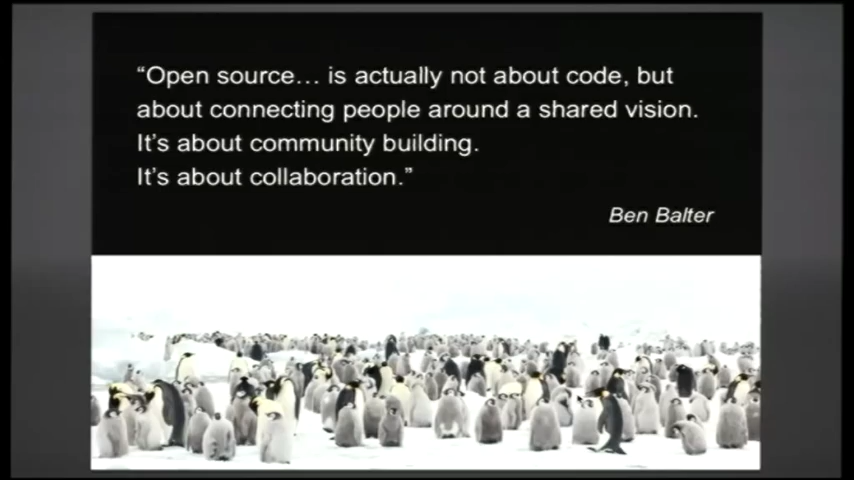 “Open source... is actually not about code, but
about connecting people around a shared vision.
It’s about community building.
It’s about collaboration.”
Ben Balter